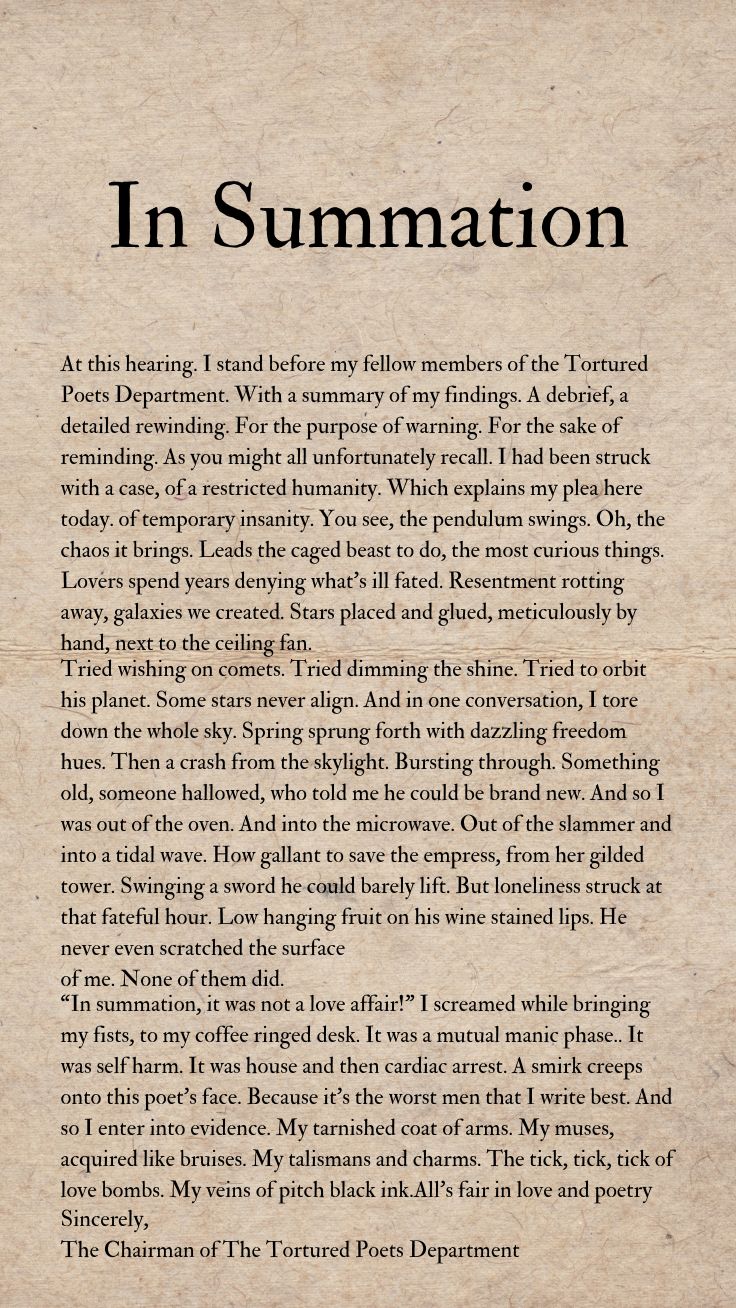 In Summation
At this hearing. I stand before my fellow members of the Tortured
Poets Department. With a summary of my findings. A debrief, a
detailed rewinding. For the purpose of warning. For the sake of
reminding. As you might all unfortunately recall. I had been struck
with a case, of a restricted humanity. Which explains my plea here
today. of temporary insanity. You see, the pendulum swings. Oh, the
chaos it brings. Leads the caged beast to do, the most curious things.
Lovers spend years denying what's ill fated. Resentment rotting
away, galaxies we created. Stars placed and glued, meticulously by
hand, next to the ceiling fan.
Tried wishing on comets. Tried dimming the shine. Tried to orbit
his planet. Some stars never align. And in one conversation, I tore
down the whole sky. Spring sprung forth with dazzling freedom
hues. Then a crash from the skylight. Bursting through. Something
old, someone hallowed, who told me he could be brand new. And so I
was out of the oven. And into the microwave. Out of the slammer and
into a tidal wave. How gallant to save the empress, from her gilded
tower. Swinging a sword he could barely lift. But loneliness struck at
that fateful hour. Low hanging fruit on his wine stained lips. He
never even scratched the surface
of me. None of them did.
“In summation, it was not a love affair!” I screamed while bringing
my fists, to my coffee ringed desk. It was a mutual manic phase.. It
was self harm. It was house and then cardiac arrest. A smirk creeps
onto this poet's face. Because it's the worst men that I write best. And
so I enter into evidence. My tarnished coat of arms. My muses,
acquired like bruises. My talismans and charms. The tick, tick, tick of
love bombs. My veins of pitch black ink.All's fair in love and poetry
Sincerely,
The Chairman of The Tortured Poets Department